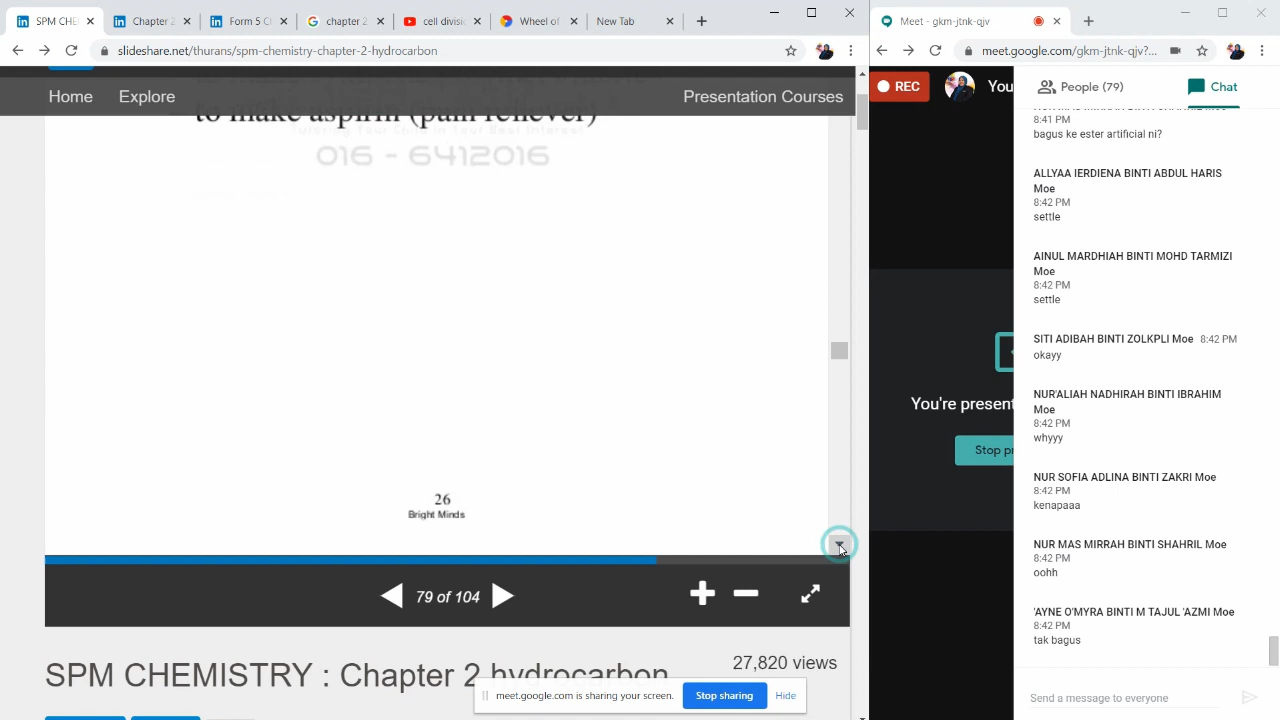 SPM CHE
Chapter 2
Form 5 C
chapter 2
cell divisi
Wheel of
New Tab
Meet - gkm-jtnk-qjv
slideshare.net/thurans/spm-chemistry-chapter-2-hydrocarbon
meet.google.com/gkm-jtnk-qjv?...
Home
Explore
Presentation Courses
to make aspirin (pain reliever)
Tutoring Your Child in Your Best Interest
016 - 6412016
26
Bright Minds
79 of 104
SPM CHEMISTRY : Chapter 2 hydrocarbon
27,820 views
meet.google.com is sharing your screen.
Stop sharing
Hide
REC
You
You're present
Stop pr
People (79)
Chat
8:41 PM
bagus ke ester artificial ni?
ALLYAA IERDIENA BINTI ABDUL HARIS
Moe
8:42 PM
settle
AINUL MARDHIAH BINTI MOHD TARMIZI
Moe
8:42 PM
settle
SITI ADIBAH BINTI ZOLKPLI Moe 8:42 PM
okayy
NUR'ALIAH NADHIRAH BINTI IBRAHIM
Moe
8:42 PM
whyyy
NUR SOFIA ADLINA BINTI ZAKRI Moe
8:42 PM
kenapaaa
NUR MAS MIRRAH BINTI SHAHRIL Moe
8:42 PM
oohh
'AYNE O'MYRA BINTI M TAJUL 'AZMI Moe
8:42 PM
tak bagus
Send a message to everyone